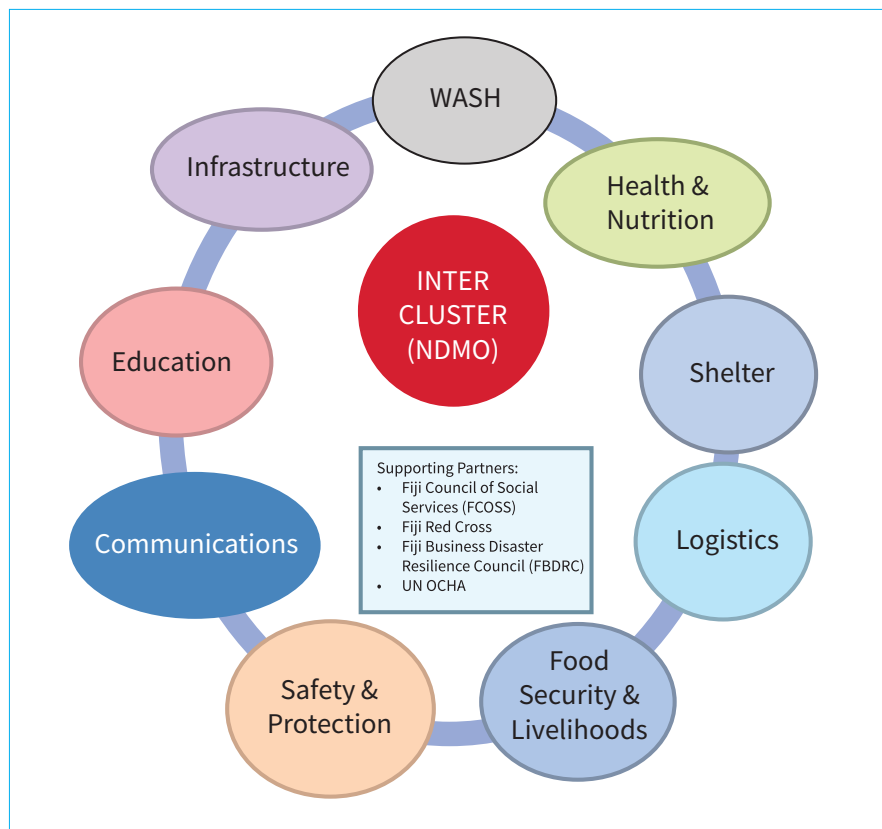 WASH
Health &
Nutrition
Shelter
Logistics
Food
Security &
Livelihoods
Safety &
Protection
Communications
Education
Infrastructure
INTER
CLUSTER
(NDMO)
Supporting Partners:
• Fiji Council of Social
Services (FCOSS)
• Fiji Red Cross
• Fiji Business Disaster
Resilience Council (FBDRC)
• UN OCHA